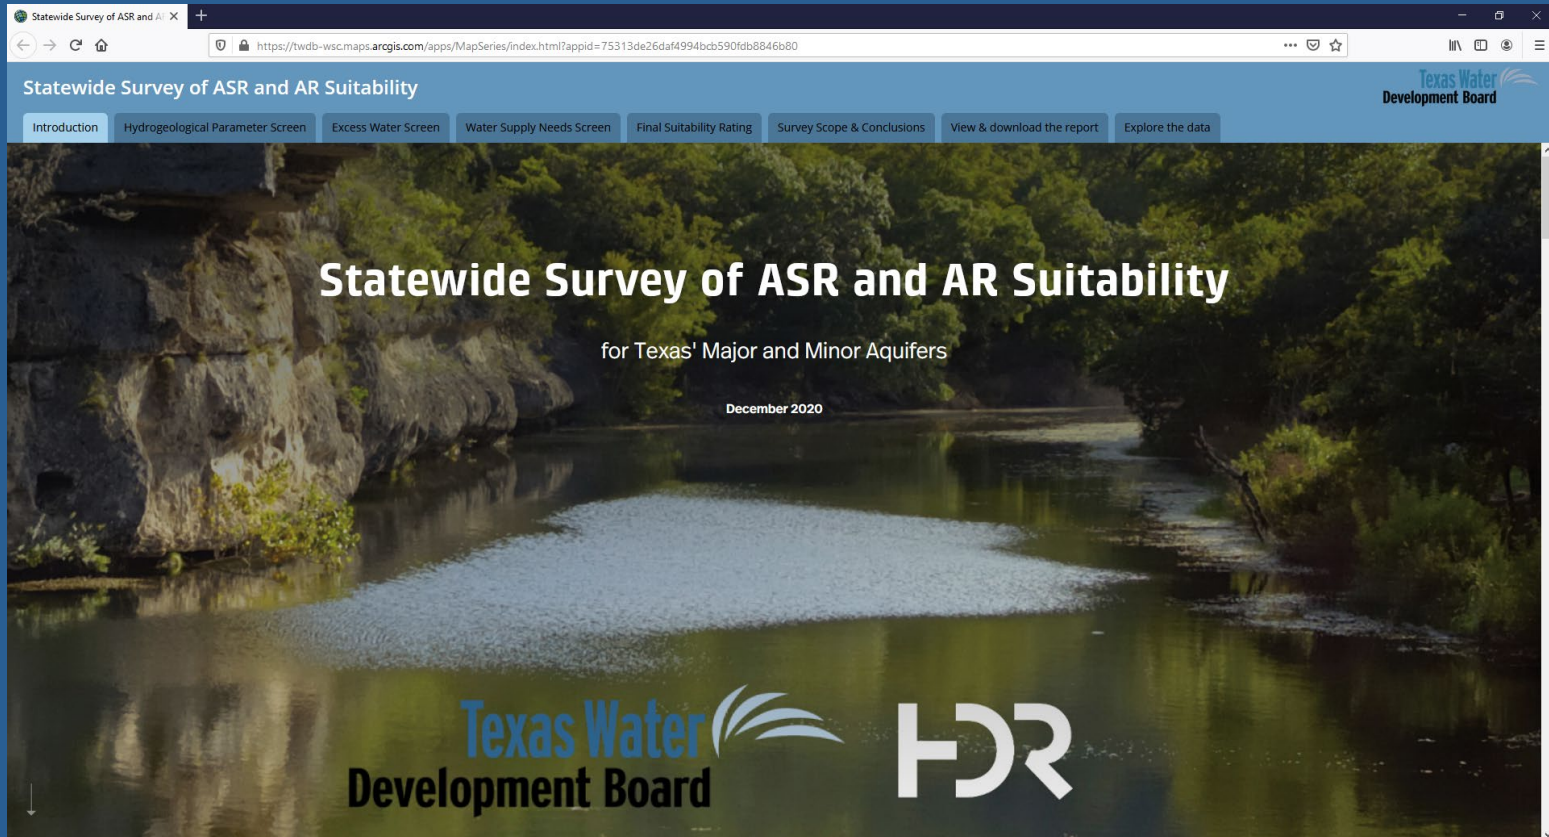 Statewide Survey of ASR and A
https://twdb-wsc.maps.arcgis.com/apps/MapSeries/index.html?appid=75313de26daf4994bcb590fdb8846b80
Statewide Survey of ASR and AR Suitability
Texas Water
Development Board
Introduction
Hydrogeological Parameter Screen
Excess Water Screen
Water Supply Needs Screen
Final Suitability Rating
Survey Scope & Conclusions
View & download the report
Explore the data
Statewide Survey of ASR and AR Suitability
for Texas' Major and Minor Aquifers
December 2020
Texas Water
Development Board
HDR